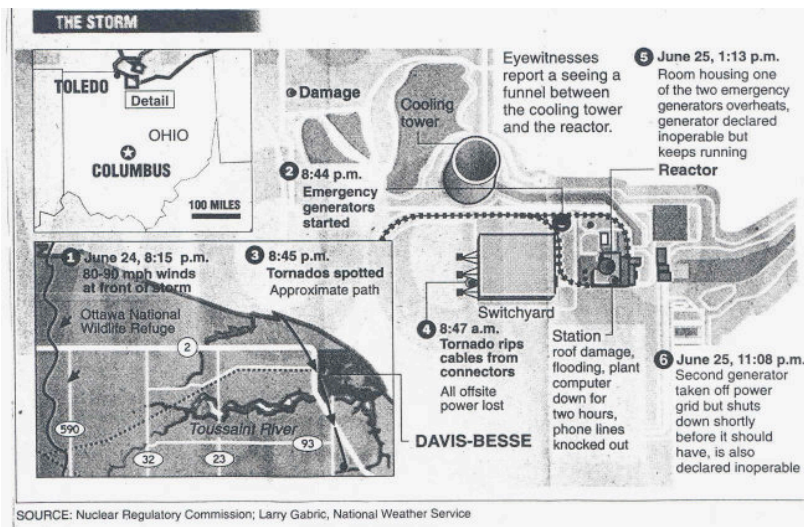 THE STORM
TOLEDO
Detail
OHIO
COLUMBUS
100 MILES
Damage
Cooling
tower
Eyewitnesses
report a seeing a
funnel between
the cooling tower
and the reactor.
5 June 25, 1:13 p.m.
Room housing one
of the two emergency
generators overheats,
generator declared
inoperable but
keeps running
Reactor
2 8:44 p.m.
Emergency
generators
started
1 June 24, 8:15 p.m.
80-90 mph winds
at front of storm
Ottawa National
Wildlife Refuge
3 8:45 p.m.
Tornados spotted
Approximate path
2
590
Toussaint River
32
23
93
DAVIS-BESSE
Switchyard
4 8:47 a.m.
Tornado rips
cables from
connectors
All offsite
power lost
Station
roof damage,
flooding, plant
computer
down for
two hours,
phone lines
knocked out
6 June 25, 11:08 p.m.
Second generator
taken off power
grid but shuts
down shortly
before it should
have, is also
declared inoperable
SOURCE: Nuclear Regulatory Commission; Larry Gabric, National Weather Service